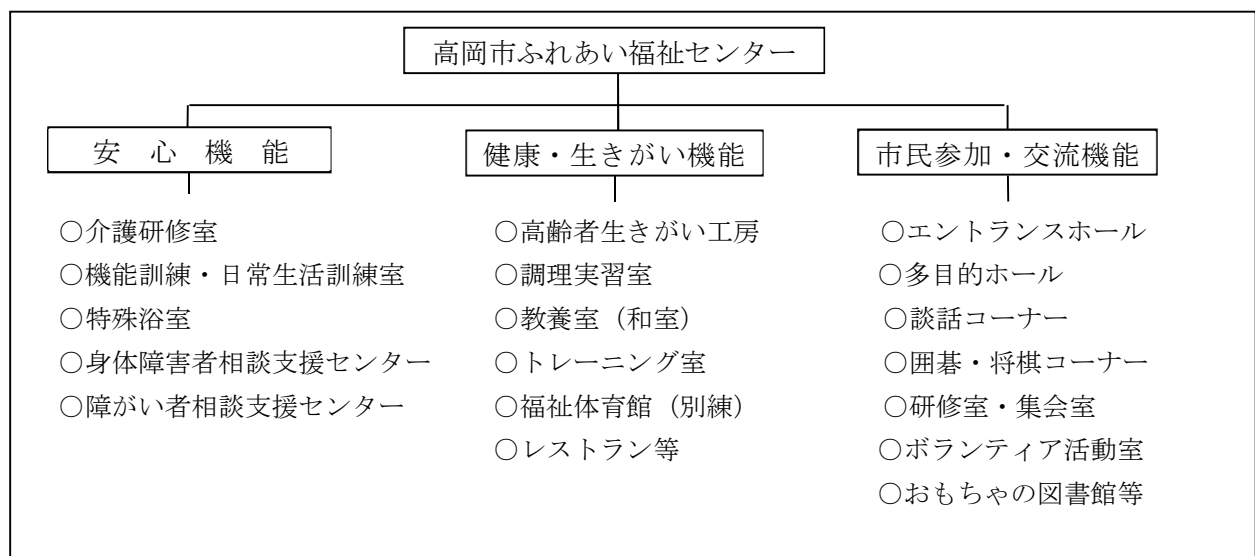 高岡市ふれあい福祉センター
安　心　機　能
○介護研修室
○機能訓練・日常生活訓練室
○特殊浴室
○身体障害者相談支援センター
○障がい者相談支援センター
健康・生きがい機能
○高齢者生きがい工房
○調理実習室
○教養室（和室）
○トレーニング室
○福祉体育館（別練）
○レストラン等
市民参加・交流機能
○エントランスホール
○多目的ホール
○談話コーナー
○囲碁・将棋コーナー
○研修室・集会室
○ボランティア活動室
○おもちゃの図書館等